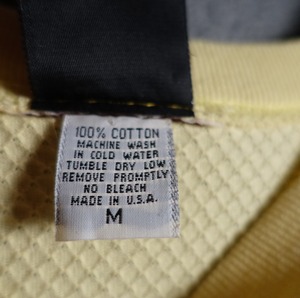 100% COTTON
MACHINE WASH
IN COLD WATER
TUMBLE DRY LOW
REMOVE PROMPTLY
NO BLEACH
MADE IN U.S.A.
M